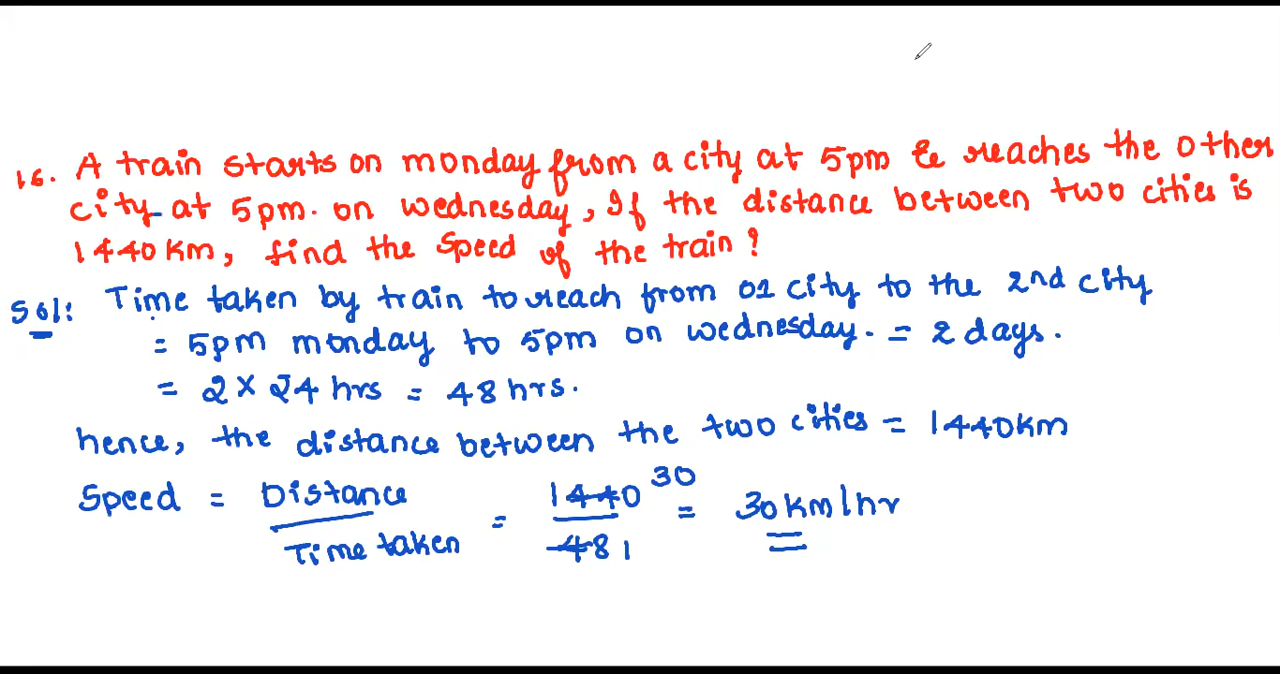 16. A train starts on monday from a city at 5pm & reaches the other
city at 5pm. on wednesday, If the distance between two cities is
1440 km, find the speed of the train ?
Sol: Time taken by train to reach from 01 city to the 2nd city
= 5pm monday to 5pm on wednesday. = 2 days.
= 2 × 24 hrs = 48 hrs.
hence, the distance between the two cities = 1440km
Speed = Distance / Time taken = 1440 30 / 48 1 = 30km/hr